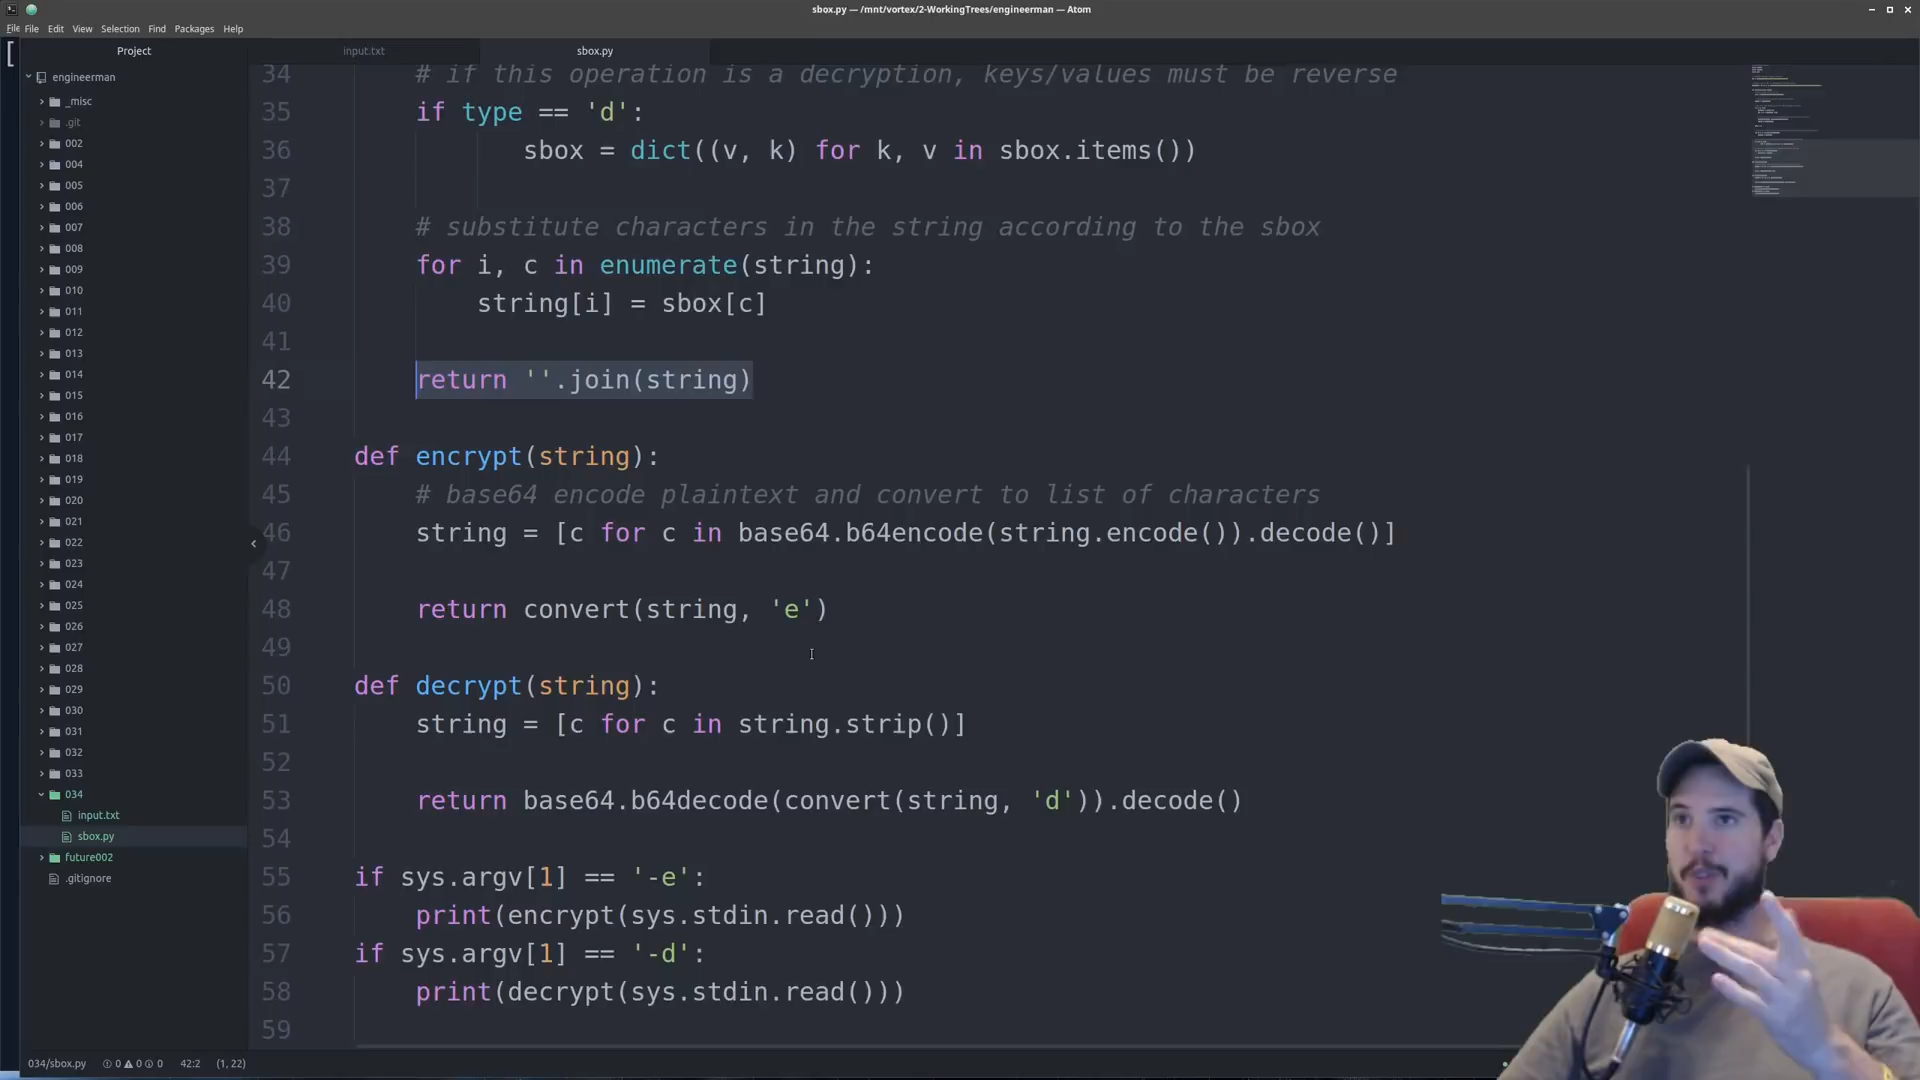 sbox.py — /mnt/vortex/2-WorkingTrees/engineerman — Atom
File File Edit View Selection Find Packages Help
[
Project
input.txt
sbox.py
engineerman
_misc
.git
002
004
005
006
007
008
009
010
011
012
013
014
015
016
017
018
019
020
021
022
023
024
025
026
027
028
029
030
031
032
033
034
input.txt
sbox.py
future002
.gitignore
34 # if this operation is a decryption, keys/values must be reverse
35 if type == 'd':
36 sbox = dict((v, k) for k, v in sbox.items())
37
38 # substitute characters in the string according to the sbox
39 for i, c in enumerate(string):
40 string[i] = sbox[c]
41
42 return ''.join(string)
43
44 def encrypt(string):
45 # base64 encode plaintext and convert to list of characters
46 string = [c for c in base64.b64encode(string.encode()).decode()]
47
48 return convert(string, 'e')
49
50 def decrypt(string):
51 string = [c for c in string.strip()]
52
53 return base64.b64decode(convert(string, 'd')).decode()
54
55 if sys.argv[1] == '-e':
56 print(encrypt(sys.stdin.read()))
57 if sys.argv[1] == '-d':
58 print(decrypt(sys.stdin.read()))
59
034/sbox.py 0 0 0 42:2 (1, 22)